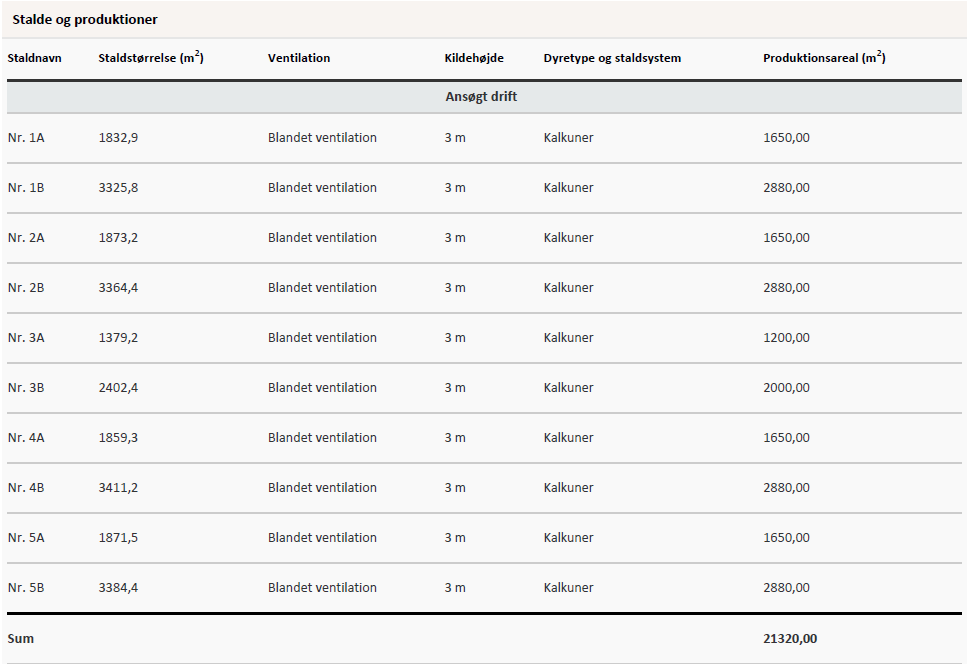 Stalde og produktioner
Staldnavn Staldstørrelse (m²) Ventilation Kildehøjde Dyretype og staldsystem Produktionsareal (m²)
Ansøgt drift
Nr. 1A 1832,9 Blandet ventilation 3 m Kalkuner 1650,00
Nr. 1B 3325,8 Blandet ventilation 3 m Kalkuner 2880,00
Nr. 2A 1873,2 Blandet ventilation 3 m Kalkuner 1650,00
Nr. 2B 3364,4 Blandet ventilation 3 m Kalkuner 2880,00
Nr. 3A 1379,2 Blandet ventilation 3 m Kalkuner 1200,00
Nr. 3B 2402,4 Blandet ventilation 3 m Kalkuner 2000,00
Nr. 4A 1859,3 Blandet ventilation 3 m Kalkuner 1650,00
Nr. 4B 3411,2 Blandet ventilation 3 m Kalkuner 2880,00
Nr. 5A 1871,5 Blandet ventilation 3 m Kalkuner 1650,00
Nr. 5B 3384,4 Blandet ventilation 3 m Kalkuner 2880,00
Sum 21320,00